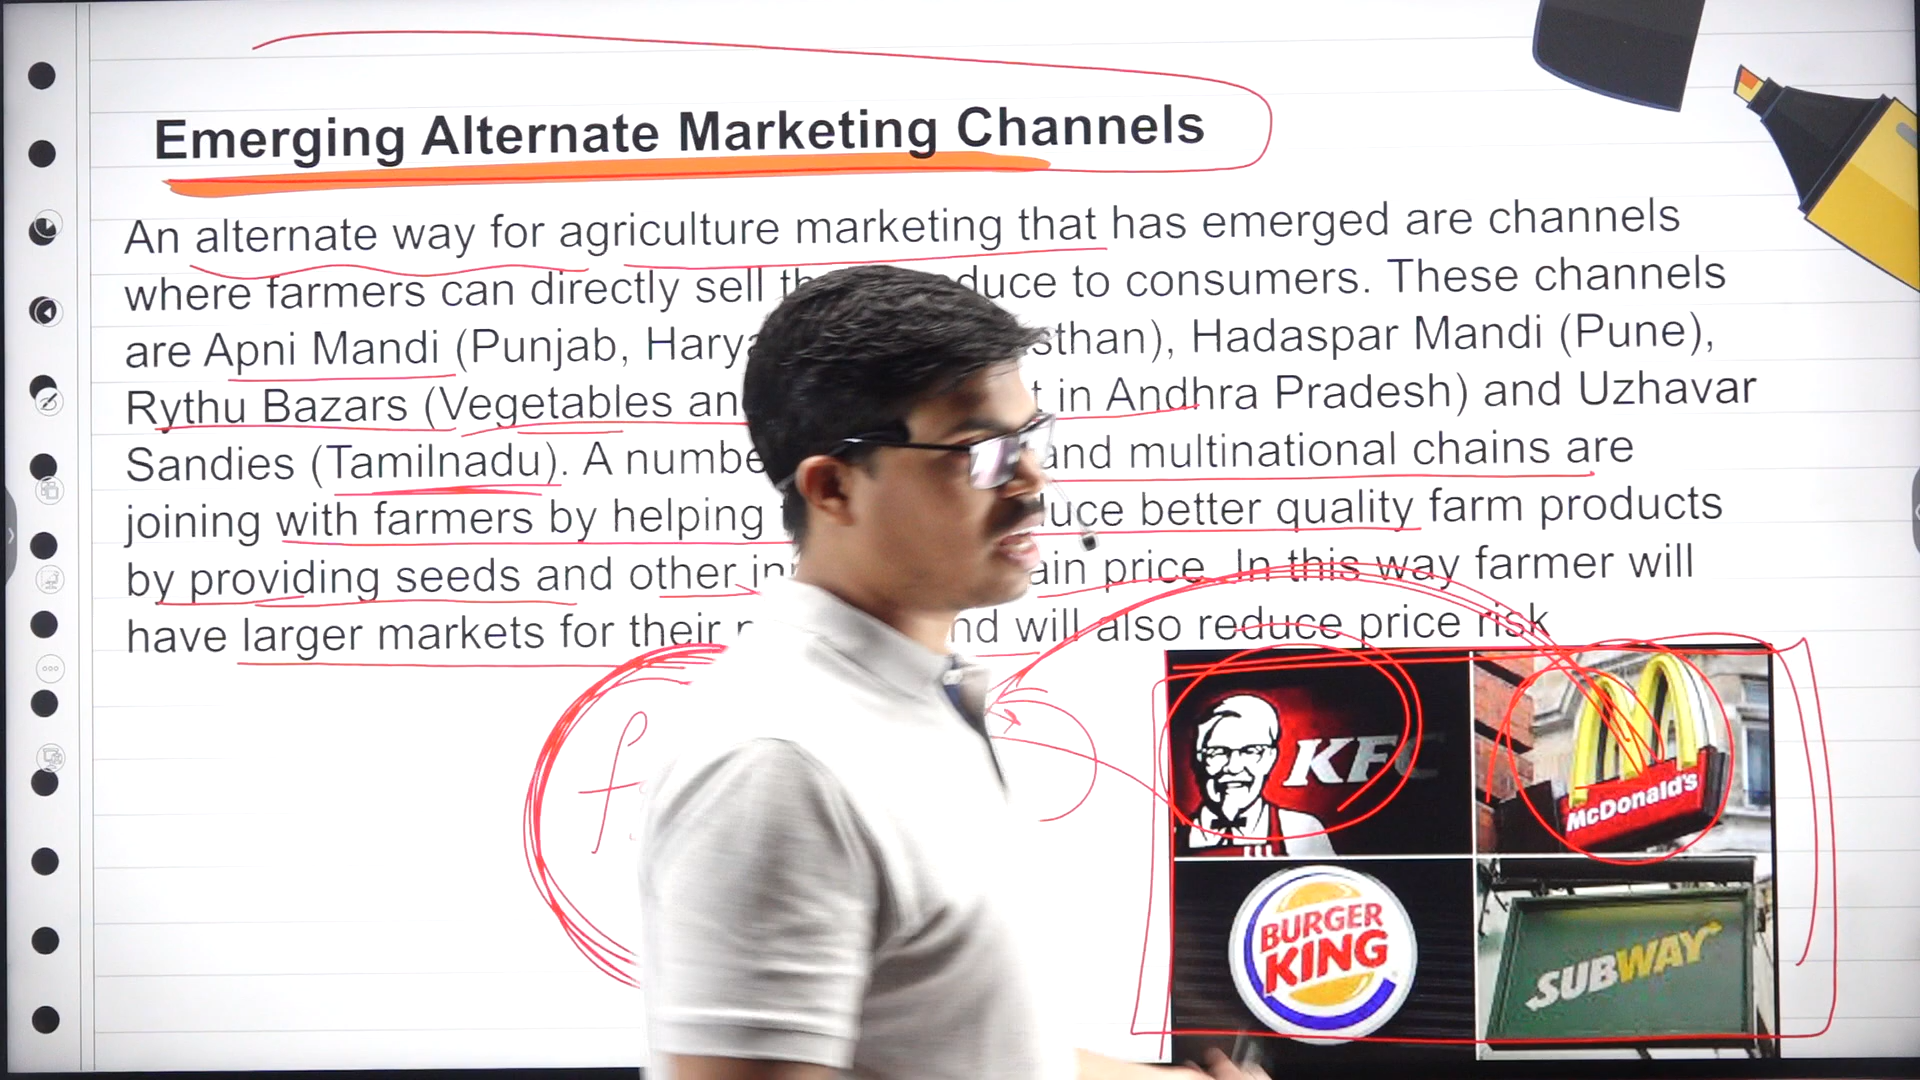 Emerging Alternate Marketing Channels
An alternate way for agriculture marketing that has emerged are channels
where farmers can directly sell duce to consumers. These channels
are Apni Mandi (Punjab, Harya sthan), Hadaspar Mandi (Pune),
Rythu Bazars (Vegetables an t in Andhra Pradesh) and Uzhavar
Sandies (Tamilnadu). A numbe and multinational chains are
joining with farmers by helping duce better quality farm products
by providing seeds and other in ain price. In this way farmer will
have larger markets for their nd will also reduce price risk
KFC
McDonald's
BURGER
KING
SUBWAY